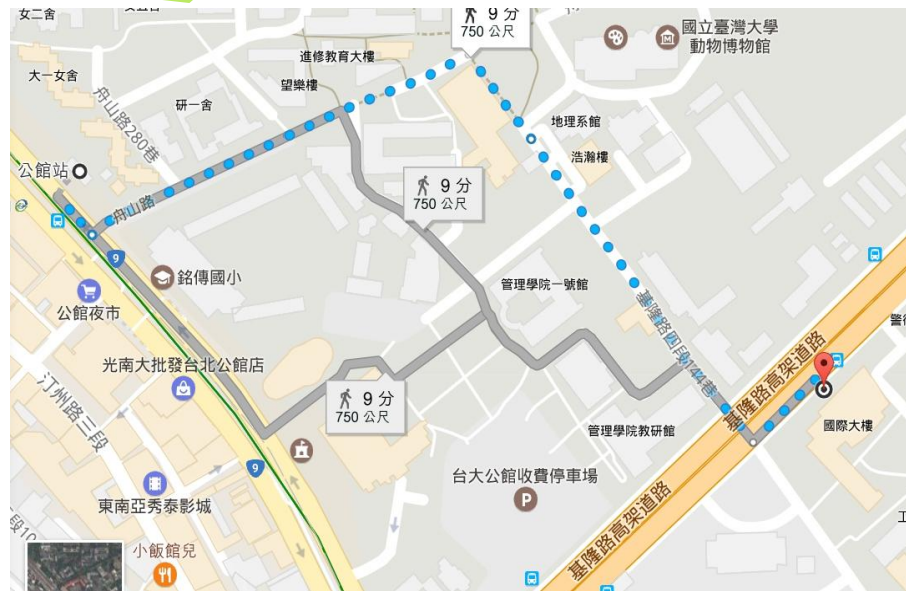 女二舍
9 分
750 公尺
國立臺灣大學
動物博物館
進修教育大樓
大一女舍
望樂樓
舟山路280巷
研一舍
地理系館
浩瀚樓
公館站
9 分
750 公尺
舟山路
9
銘傳國小
管理學院一號館
公館夜市
基隆路四段144巷
基隆路高架道路
光南大批發台北公館店
9 分
750 公尺
汀州路三段
管理學院教研館
國際大樓
9
台大公館收費停車場
P
東南亞秀泰影城
基隆路高架道路
小飯館兒